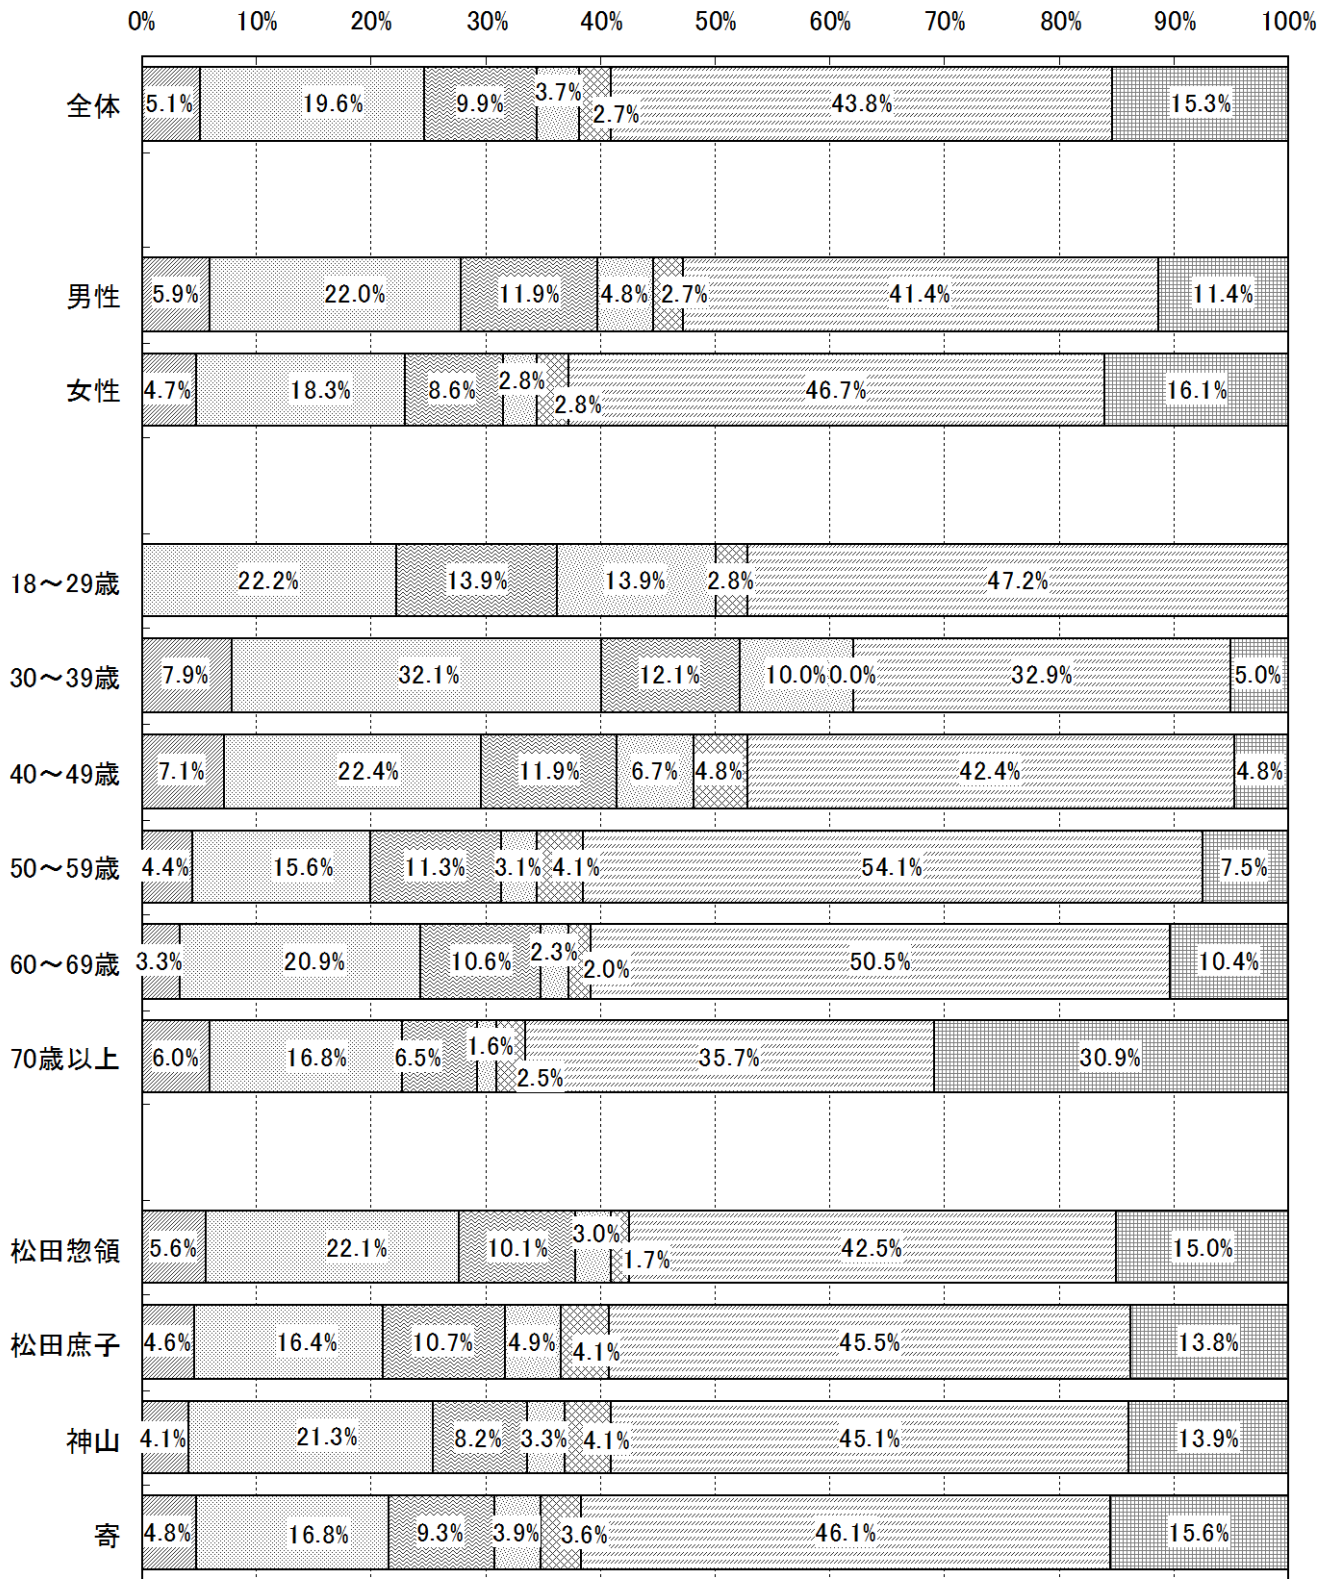 0% 10% 20% 30% 40% 50% 60% 70% 80% 90% 100%
全体 5.1% 19.6% 9.9% 3.7% 2.7% 43.8% 15.3%
男性 5.9% 22.0% 11.9% 4.8% 2.7% 41.4% 11.4%
女性 4.7% 18.3% 8.6% 2.8% 2.8% 46.7% 16.1%
18～29歳 22.2% 13.9% 13.9% 2.8% 47.2%
30～39歳 7.9% 32.1% 12.1% 10.0% 0.0% 32.9% 5.0%
40～49歳 7.1% 22.4% 11.9% 6.7% 4.8% 42.4% 4.8%
50～59歳 4.4% 15.6% 11.3% 3.1% 4.1% 54.1% 7.5%
60～69歳 3.3% 20.9% 10.6% 2.3% 2.0% 50.5% 10.4%
70歳以上 6.0% 16.8% 6.5% 1.6% 2.5% 35.7% 30.9%
松田惣領 5.6% 22.1% 10.1% 3.0% 1.7% 42.5% 15.0%
松田庶子 4.6% 16.4% 10.7% 4.9% 4.1% 45.5% 13.8%
神山 4.1% 21.3% 8.2% 3.3% 4.1% 45.1% 13.9%
寄 4.8% 16.8% 9.3% 3.9% 3.6% 46.1% 15.6%